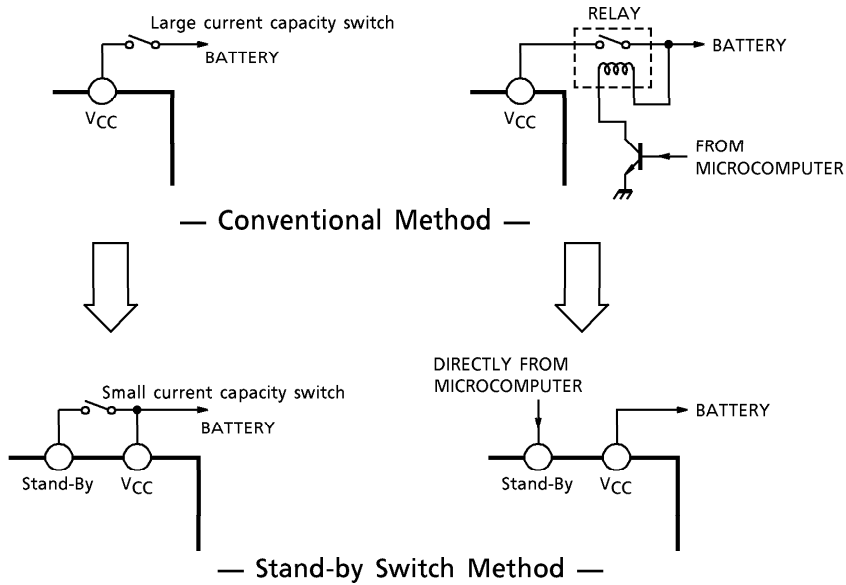 Large current capacity switch
BATTERY
VCC
RELAY
BATTERY
VCC
FROM
MICROCOMPUTER
— Conventional Method —
Small current capacity switch
BATTERY
Stand-By
VCC
DIRECTLY FROM
MICROCOMPUTER
BATTERY
Stand-By
VCC
— Stand-by Switch Method —